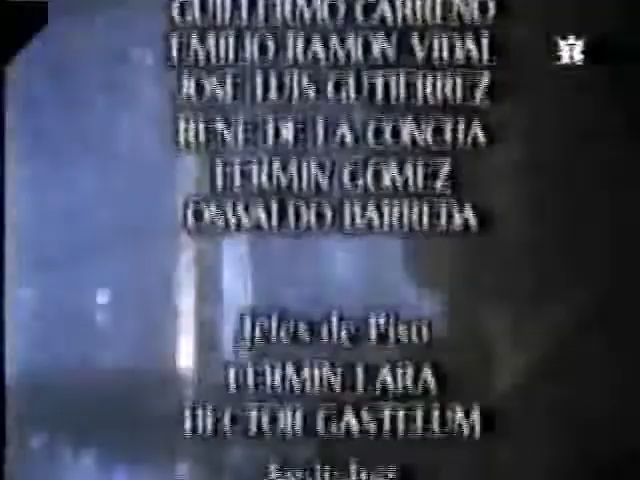 GUILLERMO CARREÑO
EMILIO RAMON VIDAL
JOSE LUIS GUTIERREZ
RENE DE LA CONCHA
FERMIN GOMEZ
OSWALDO BARREDA
Jefes de Piso
FERMIN LARA
HECTOR GASTELUM